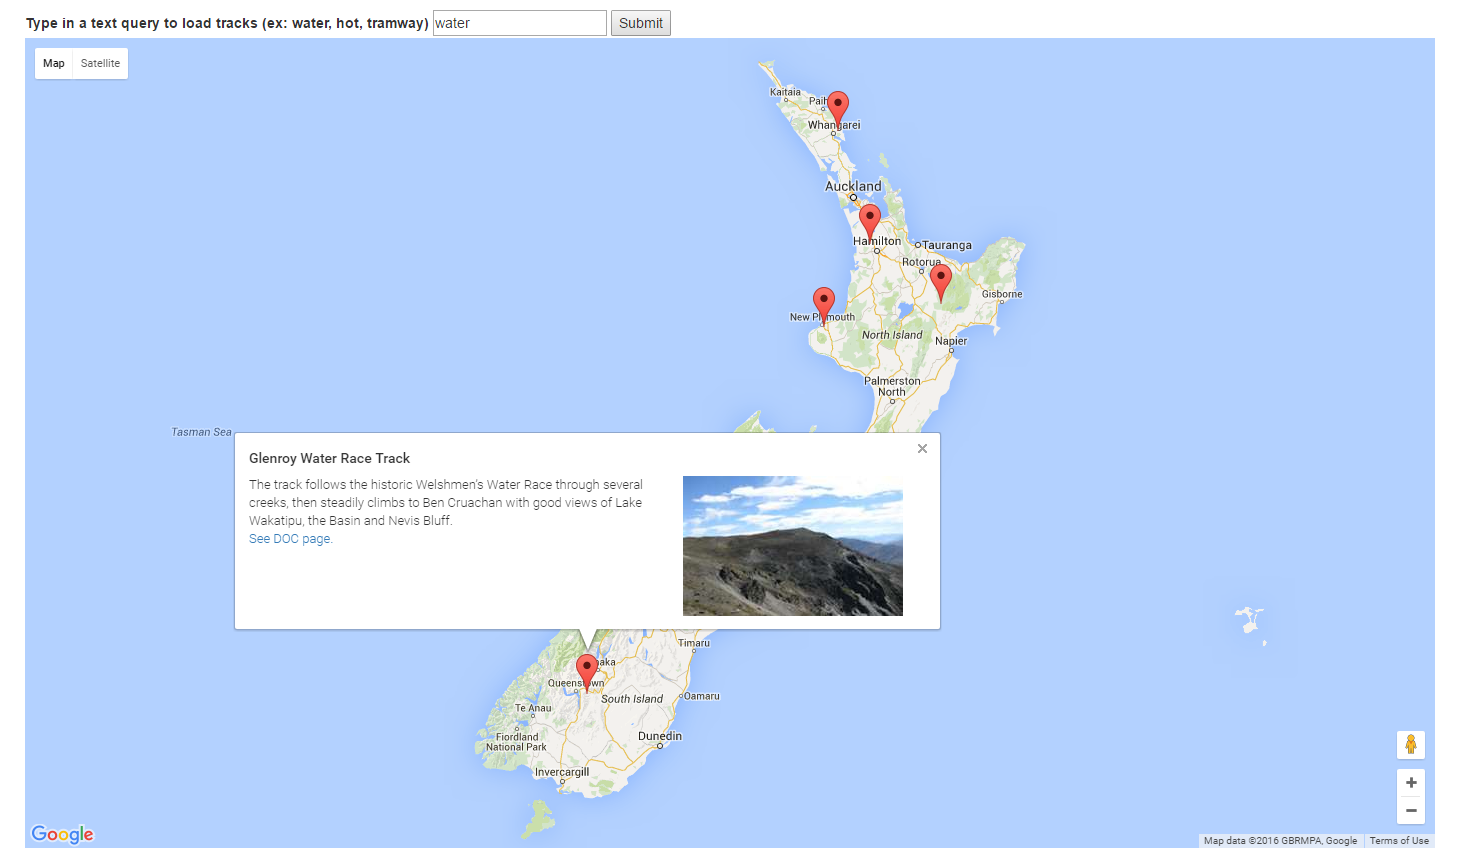 Type in a text query to load tracks (ex: water, hot, tramway) water Submit
Map Satellite
Kaitaia
Whangarei
Auckland
Hamilton
Tauranga
Rotorua
Gisborne
New Plymouth
North Island
Napier
Palmerston
North
Tasman Sea
Glenroy Water Race Track
The track follows the historic Welshmen's Water Race through several
creeks, then steadily climbs to Ben Cruachan with good views of Lake
Wakatipu, the Basin and Nevis Bluff.
See DOC page.
Timaru
Queenstown
South Island
Oamaru
Te Anau
Fiordland
National Park
Dunedin
Invercargill
Google
Map data ©2016 GBRMPA, Google Terms of Use